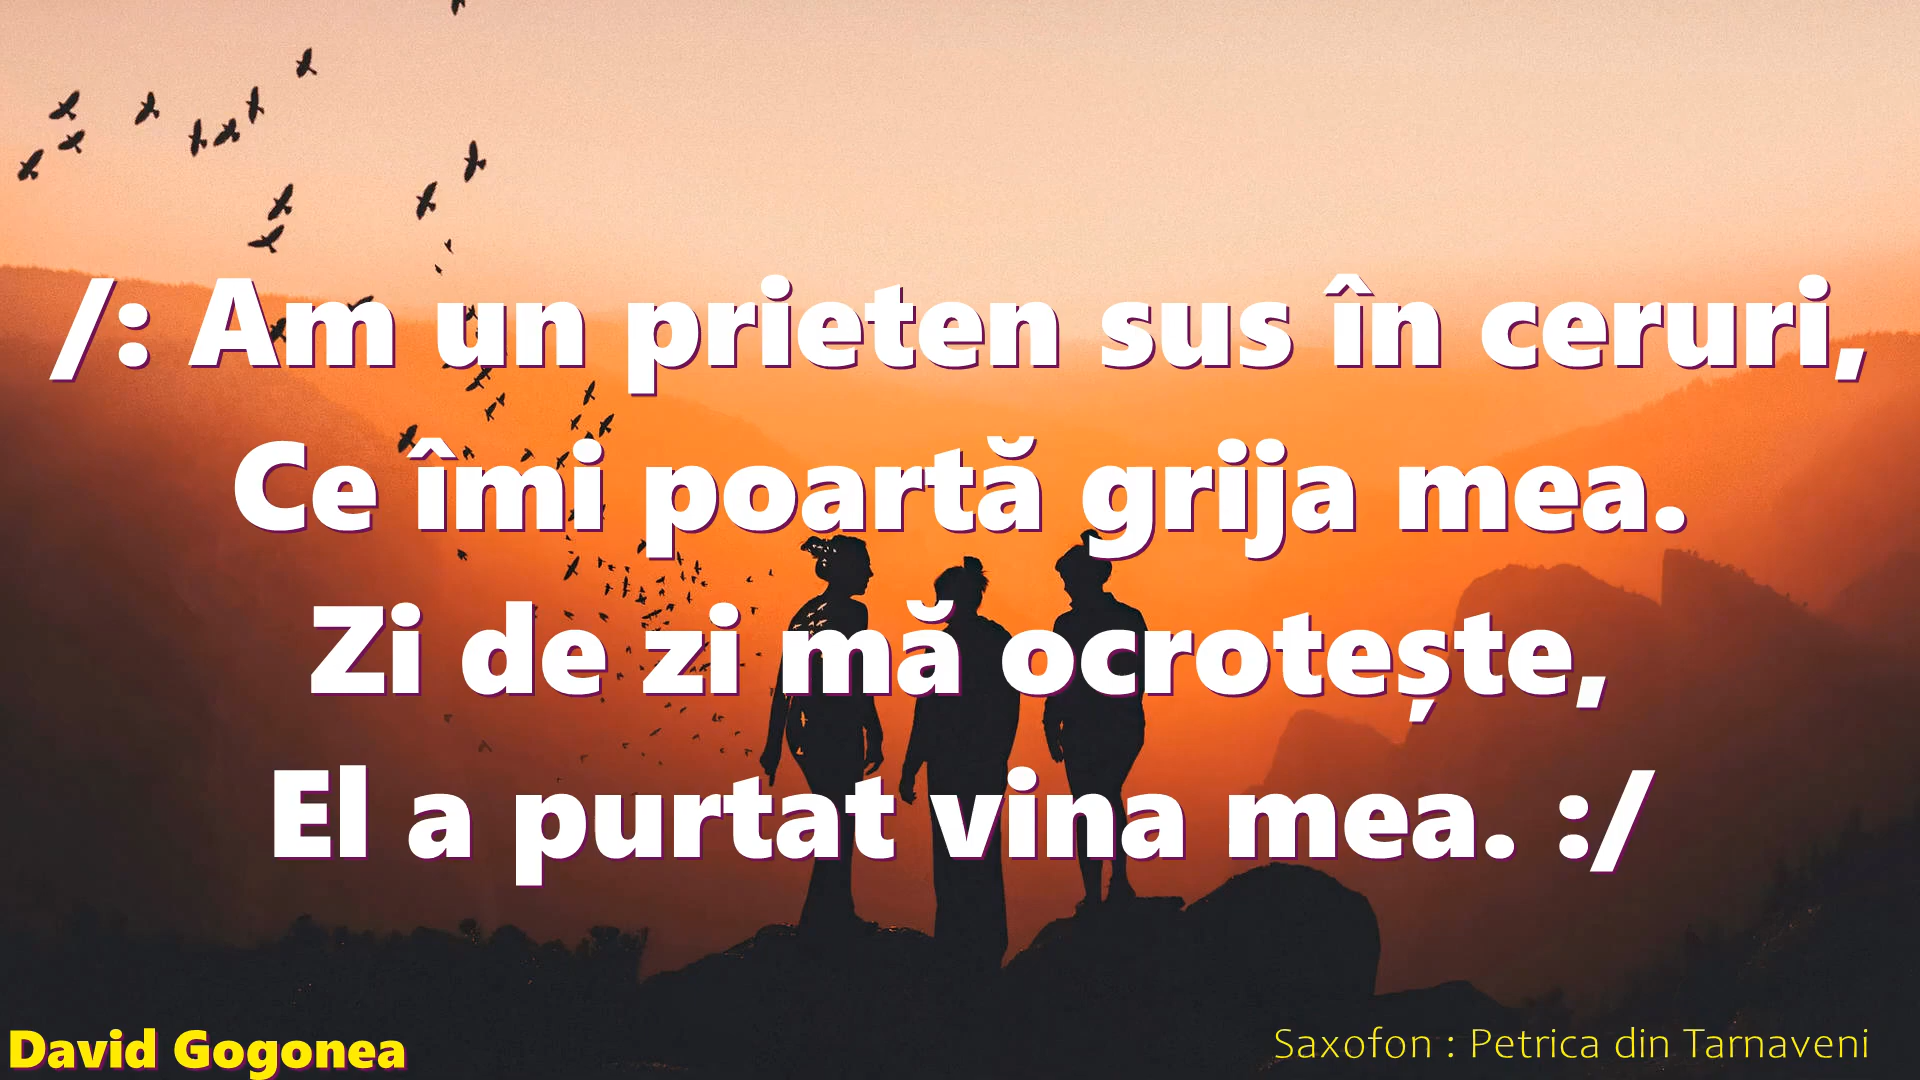 /: Am un prieten sus în ceruri,
Ce îmi poartă grija mea.
Zi de zi mă ocrotește,
El a purtat vina mea. :/
David Gogonea
Saxofon : Petrica din Tarnaveni